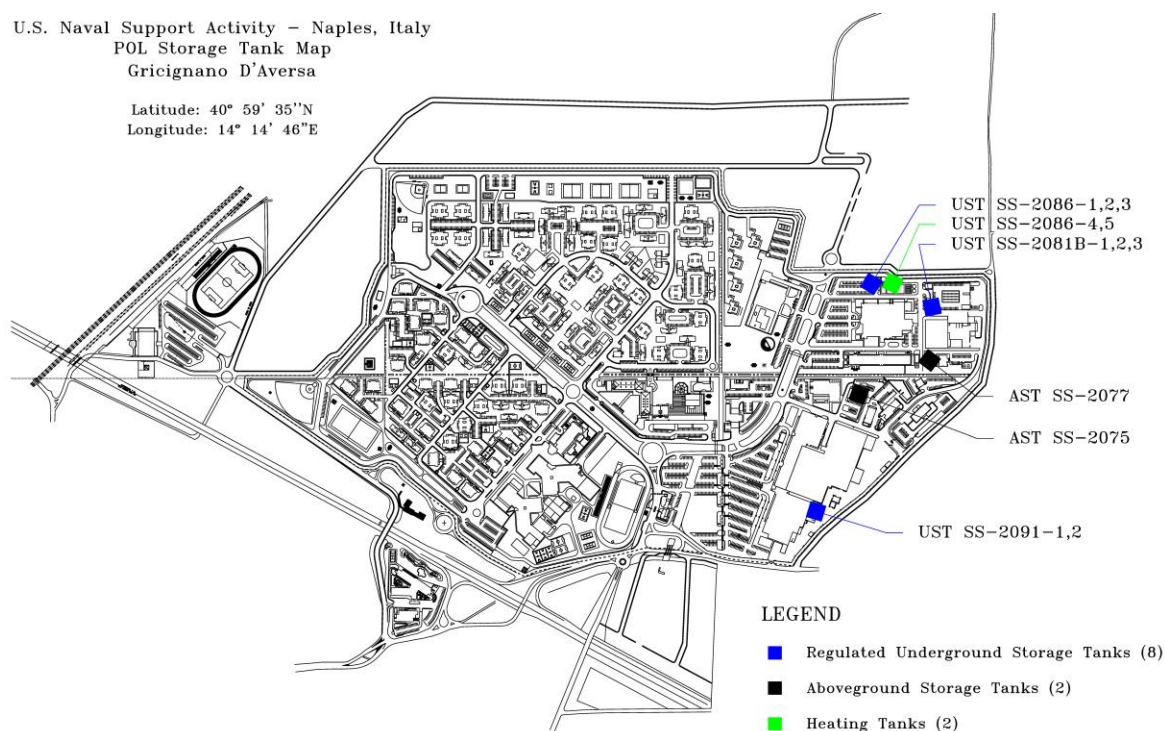 U.S. Naval Support Activity – Naples, Italy
POL Storage Tank Map
Gricignano D'Aversa
Latitude: 40° 59' 35''N
Longitude: 14° 14' 46"E
UST SS-2086-1,2,3
UST SS-2086-4,5
UST SS-2081B-1,2,3
AST SS-2077
AST SS-2075
UST SS-2091-1,2
LEGEND
Regulated Underground Storage Tanks (8)
Aboveground Storage Tanks (2)
Heating Tanks (2)